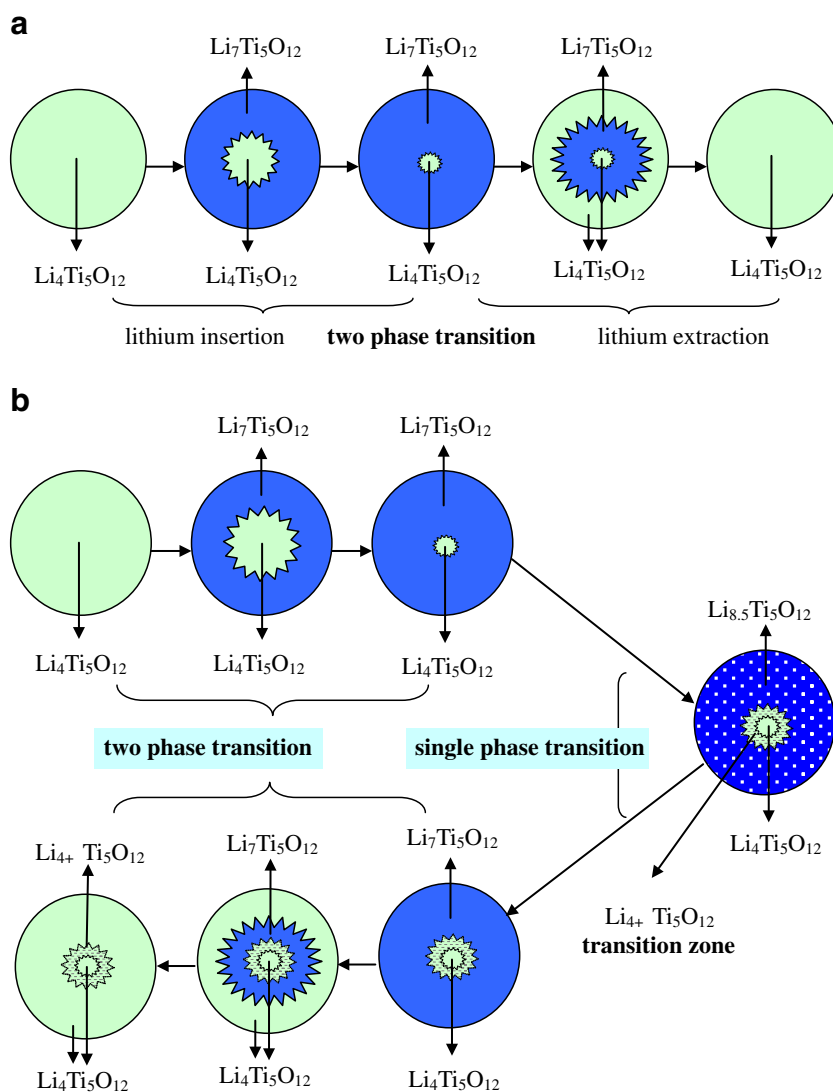 a
Li₇Ti₅O₁₂ Li₇Ti₅O₁₂ Li₇Ti₅O₁₂
Li₄Ti₅O₁₂ Li₄Ti₅O₁₂ Li₄Ti₅O₁₂ Li₄Ti₅O₁₂ Li₄Ti₅O₁₂
lithium insertion two phase transition lithium extraction
b
Li₇Ti₅O₁₂ Li₇Ti₅O₁₂
Li₈.₅Ti₅O₁₂
Li₄Ti₅O₁₂ Li₄Ti₅O₁₂ Li₄Ti₅O₁₂
two phase transition single phase transition
Li₄₊ Ti₅O₁₂ Li₇Ti₅O₁₂ Li₇Ti₅O₁₂ Li₄Ti₅O₁₂
Li₄₊ Ti₅O₁₂
transition zone
Li₄Ti₅O₁₂ Li₄Ti₅O₁₂ Li₄Ti₅O₁₂